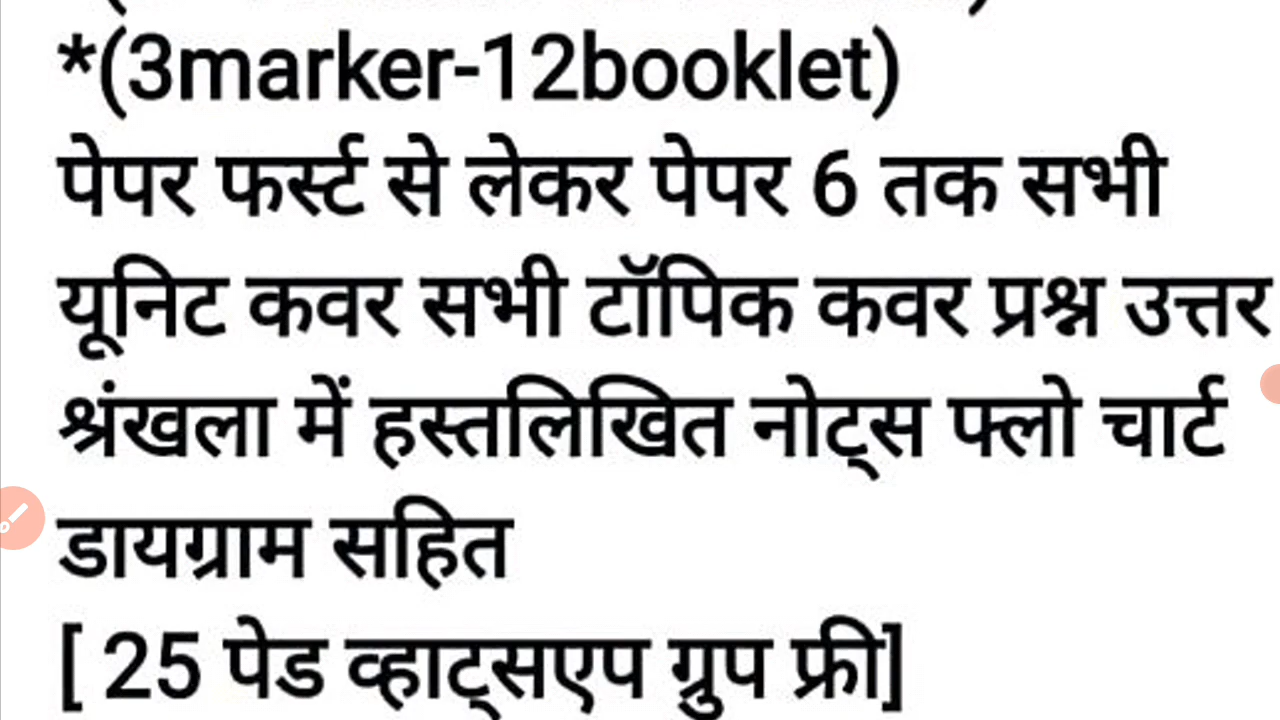 *(3marker-12booklet)
पेपर फर्स्ट से लेकर पेपर 6 तक सभी
यूनिट कवर सभी टॉपिक कवर प्रश्न उत्तर
श्रंखला में हस्तलिखित नोट्स फ्लो चार्ट
डायग्राम सहित
[ 25 पेड व्हाट्सएप ग्रुप फ्री]